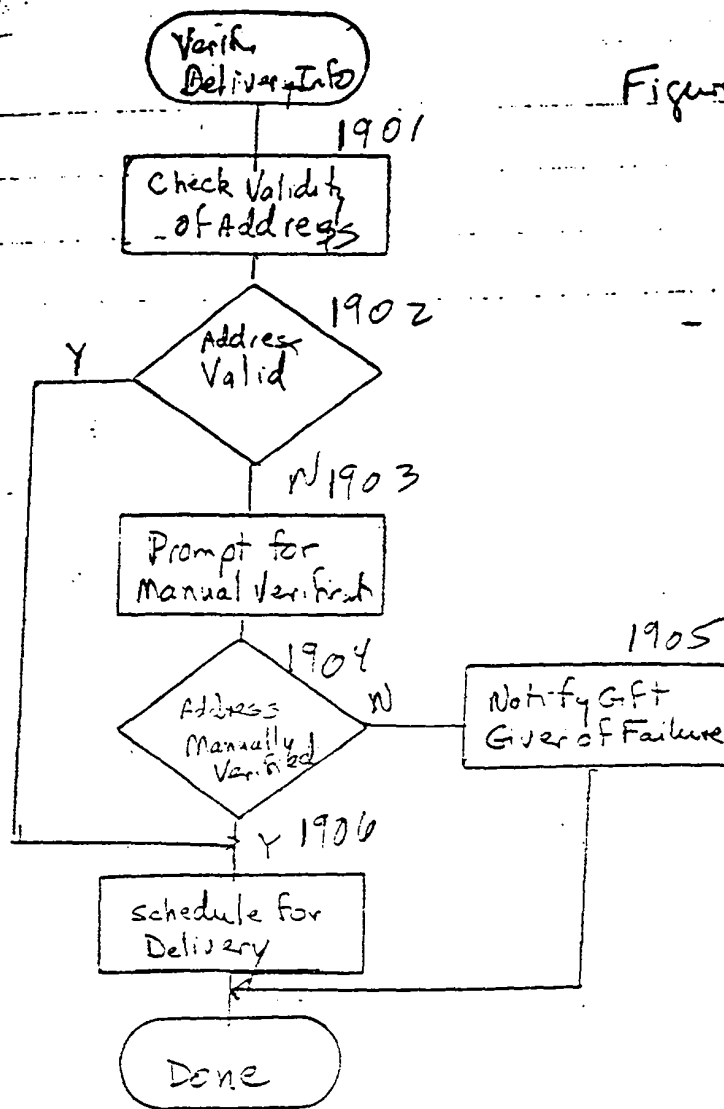 Verify
Delivery Info
Figure
1901
Check Validity
of Address
1902
Address
Valid
Y
N 1903
Prompt for
Manual Verificat
1904
Address
Manually
Verified
N
1905
Notify Gift
Giver of Failure
Y 1906
schedule for
Delivery
Done